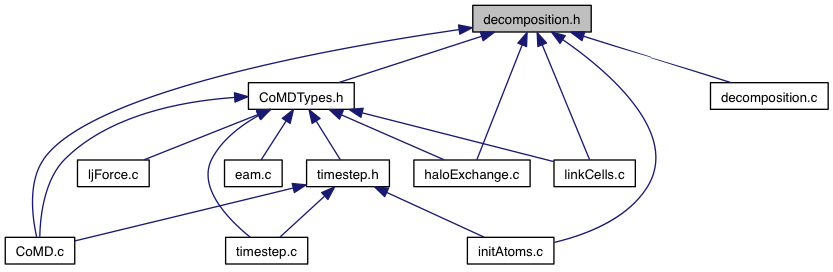 decomposition.h
CoMDTypes.h
decomposition.c
ljForce.c
eam.c
timestep.h
haloExchange.c
linkCells.c
CoMD.c
timestep.c
initAtoms.c